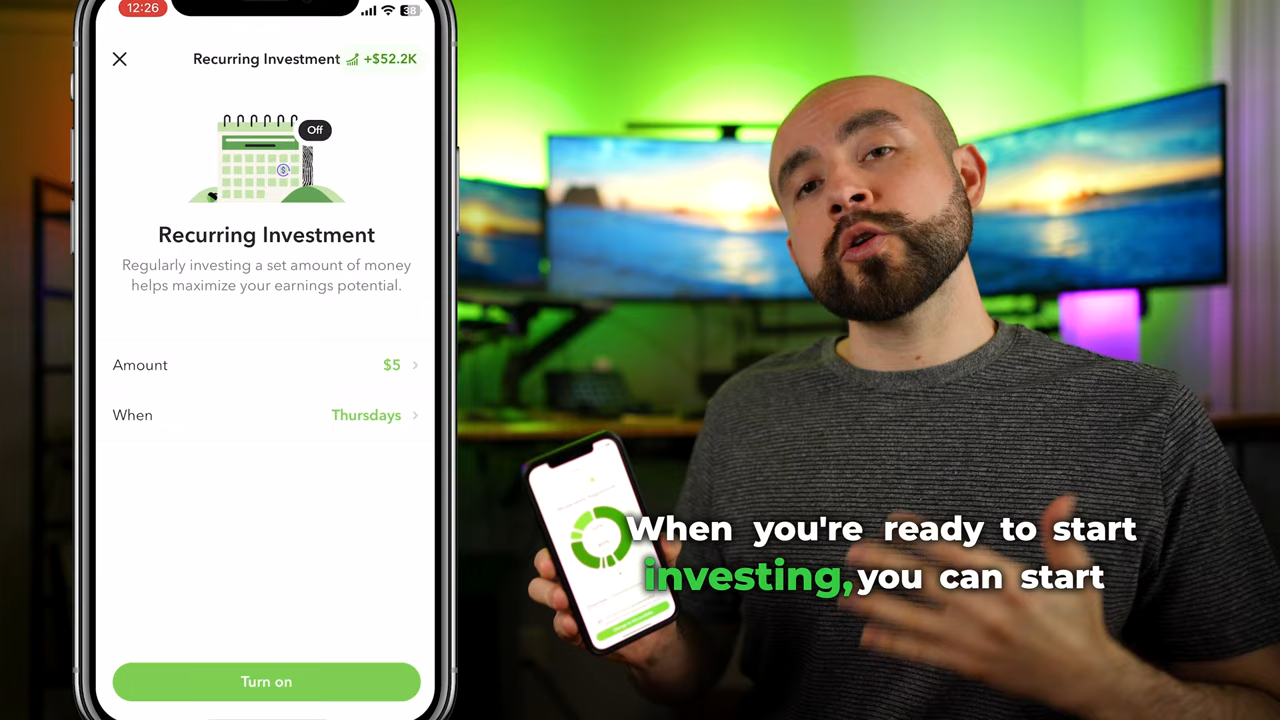 12:26
38
Recurring Investment +$52.2K
Off
Recurring Investment
Regularly investing a set amount of money
helps maximize your earnings potential.
Amount $5
When Thursdays
Turn on
When you're ready to start
investing, you can start